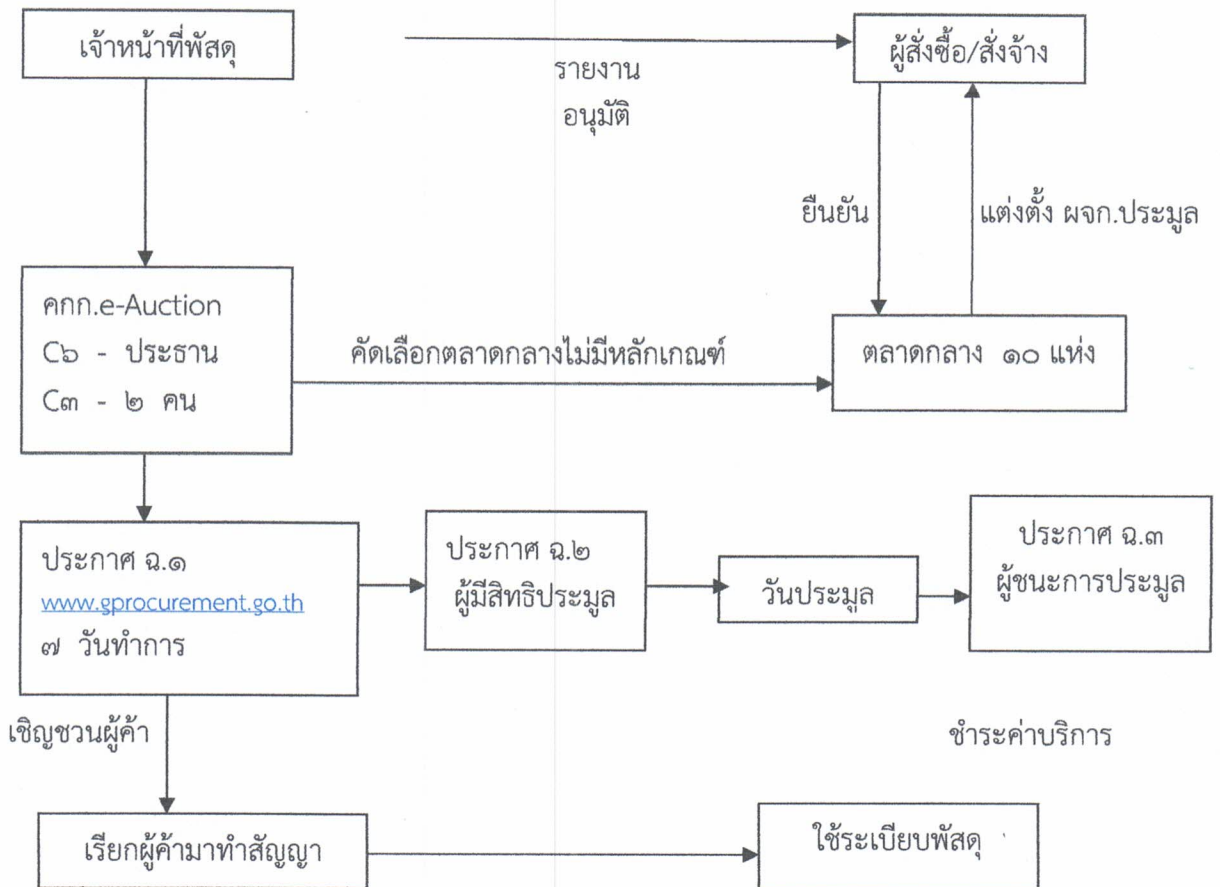 เจ้าหน้าที่พัสดุ
ผู้สั่งซื้อ/สั่งจ้าง
รายงาน
อนุมัติ
ยืนยัน
แต่งตั้ง ผจก.ประมูล
คกก.e-Auction
C๖ - ประธาน
C๓ - ๒ คน
คัดเลือกตลาดกลางไม่มีหลักเกณฑ์
ตลาดกลาง ๑๐ แห่ง
ประกาศ ฉ.๑
www.gprocurement.go.th
๗ วันทำการ
ประกาศ ฉ.๒
ผู้มีสิทธิประมูล
วันประมูล
ประกาศ ฉ.๓
ผู้ชนะการประมูล
เชิญชวนผู้ค้า
ชำระค่าบริการ
เรียกผู้ค้ามาทำสัญญา
ใช้ระเบียบพัสดุ